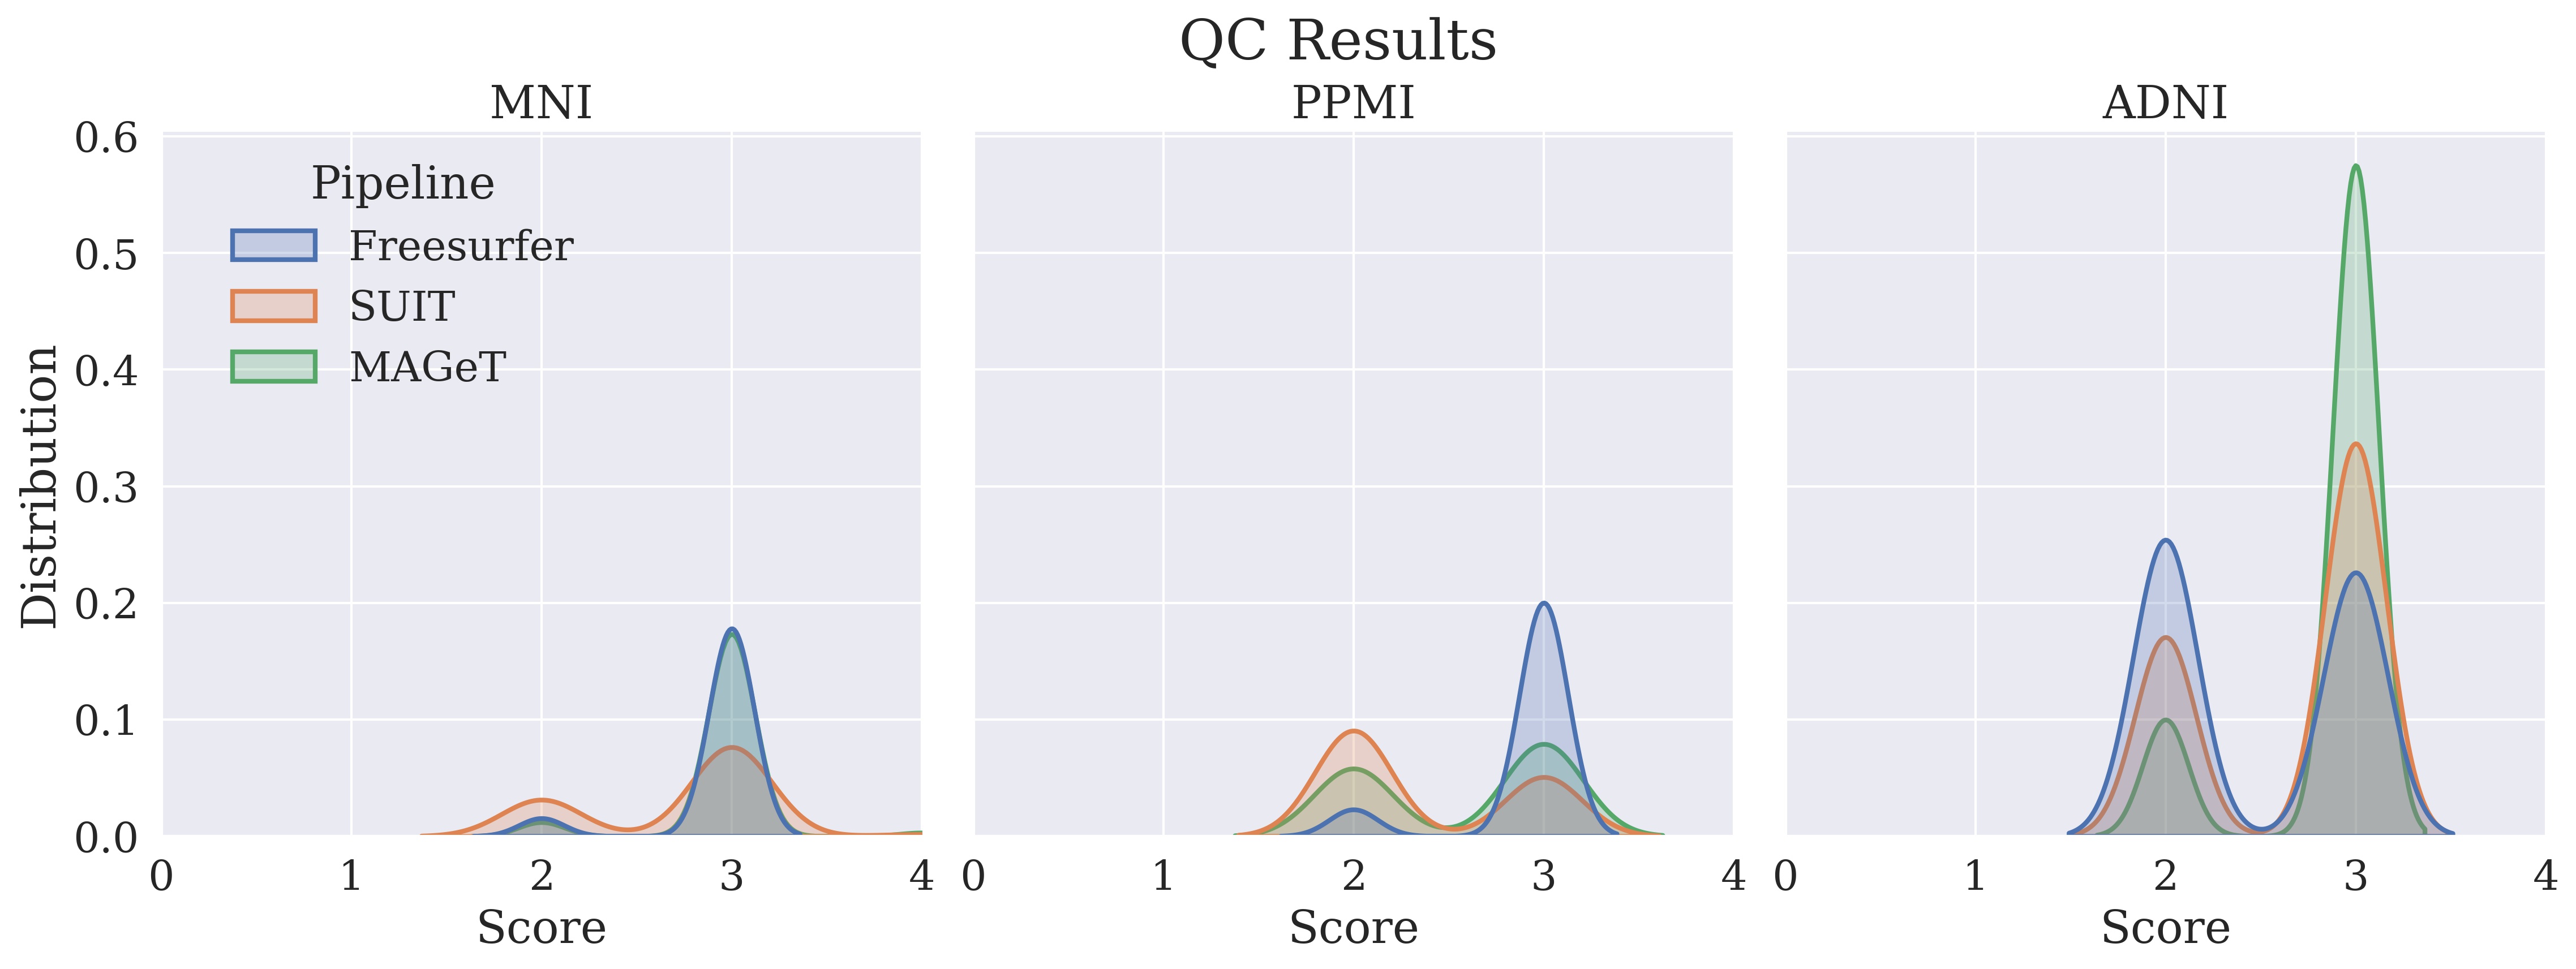 QC Results
MNI
PPMI
ADNI
Distribution
0.6
0.5
0.4
0.3
0.2
0.1
0.0
Pipeline
Freesurfer
SUIT
MAGeT
0 1 2 3 4
0 1 2 3 4
0 1 2 3 4
Score
Score
Score